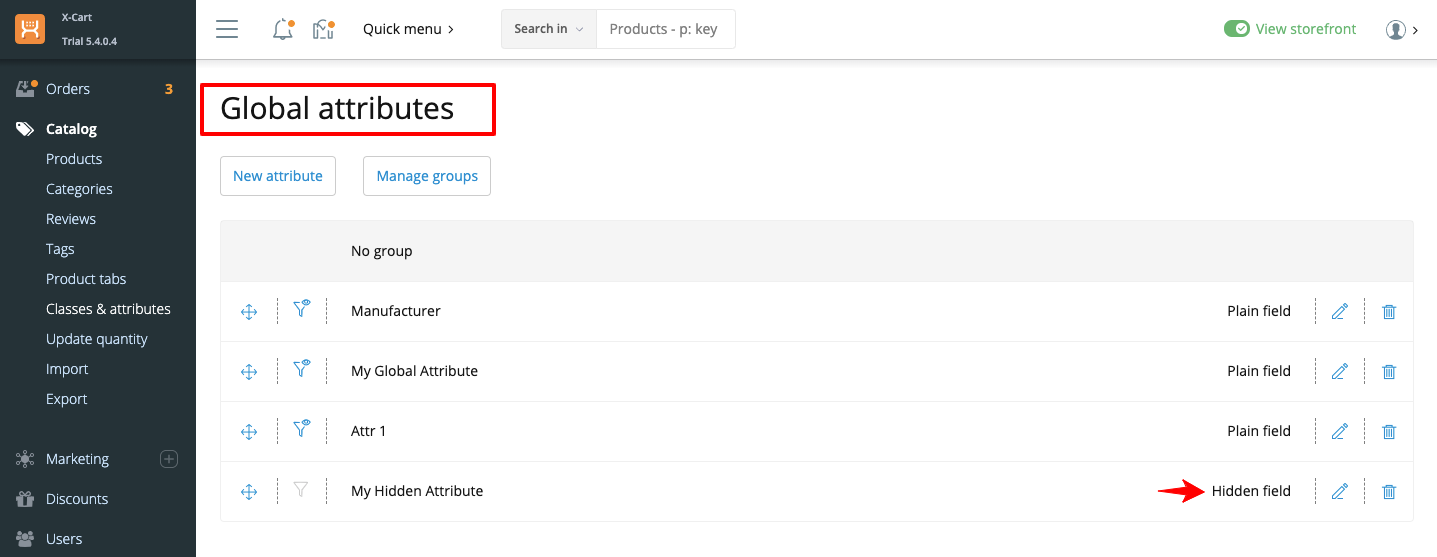 X-Cart
Trial 5.4.0.4
Quick menu
Search in
Products - p: key
View storefront
Orders 3
Catalog
Products
Categories
Reviews
Tags
Product tabs
Classes & attributes
Update quantity
Import
Export
Marketing
Discounts
Users
Global attributes
New attribute
Manage groups
No group
Manufacturer Plain field
My Global Attribute Plain field
Attr 1 Plain field
My Hidden Attribute Hidden field